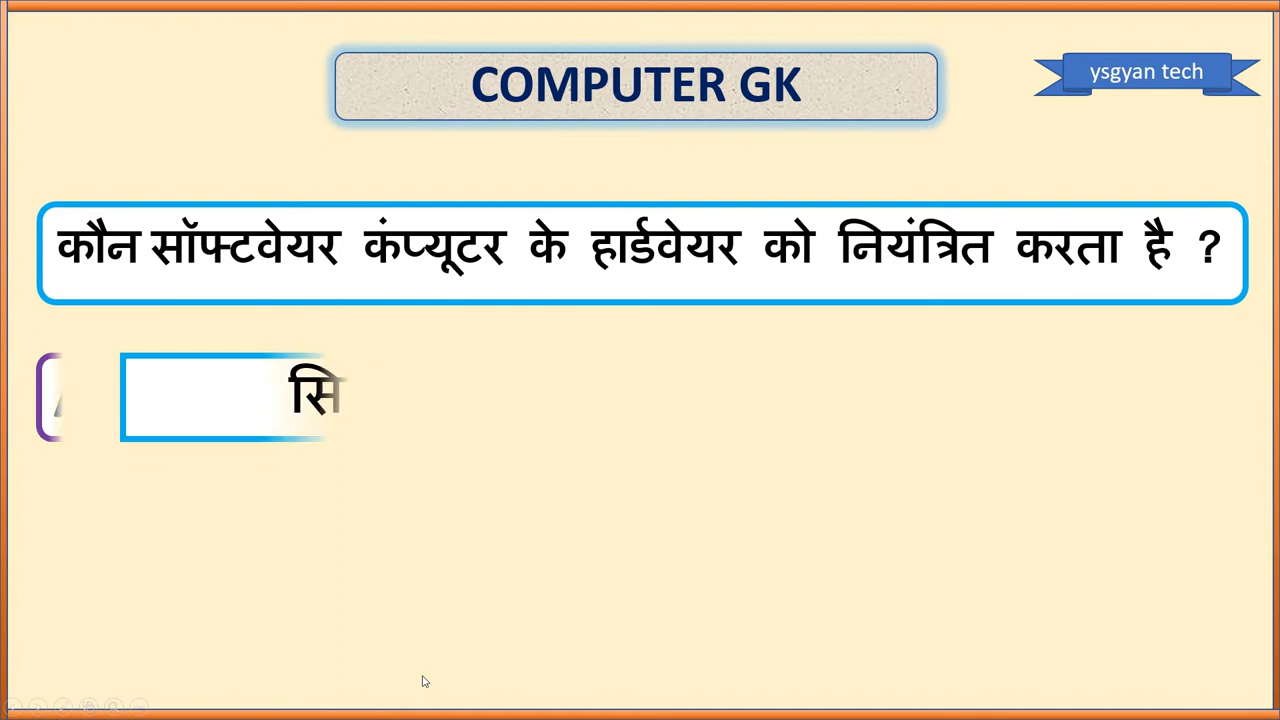 COMPUTER GK
ysgyan tech
कौन सॉफ्टवेयर कंप्यूटर के हार्डवेयर को नियंत्रित करता है ?
सि